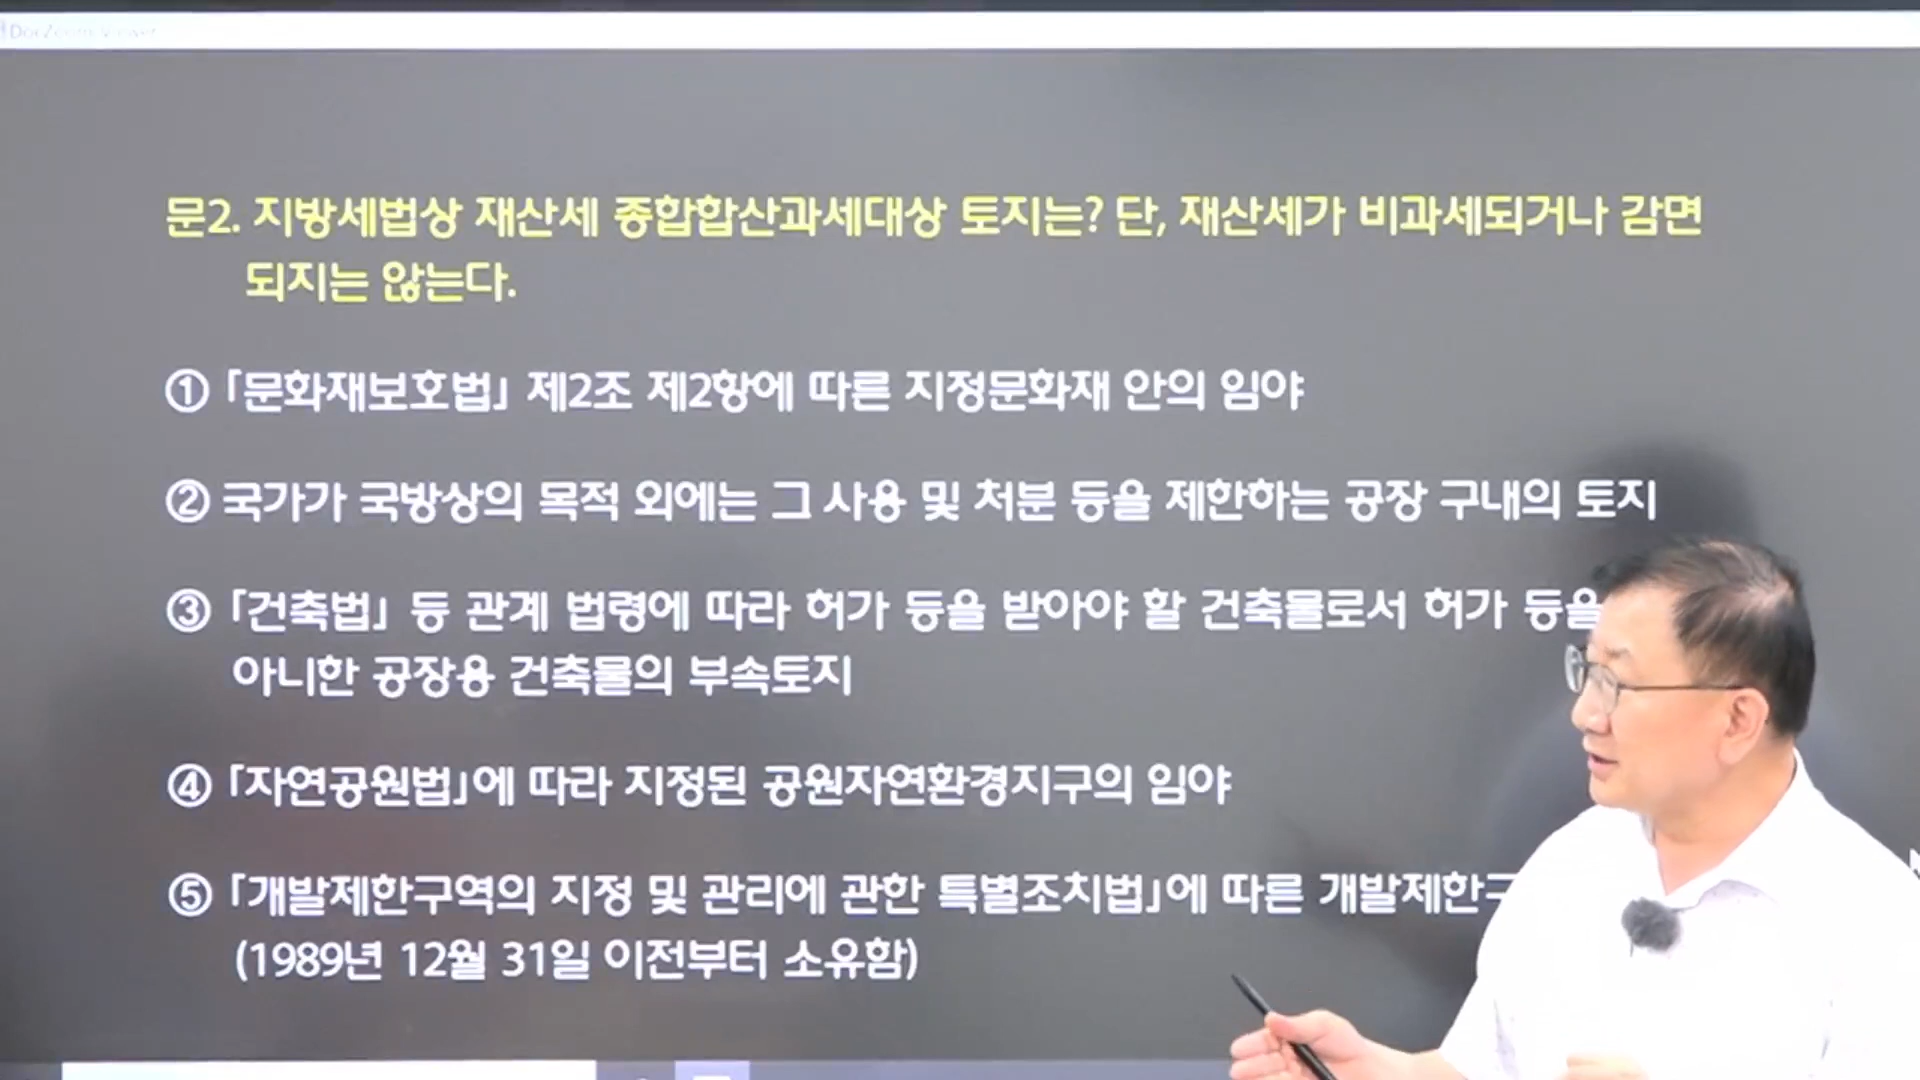 DocZoom Viewer
문2. 지방세법상 재산세 종합합산과세대상 토지는? 단, 재산세가 비과세되거나 감면
되지는 않는다.
① 「문화재보호법」 제2조 제2항에 따른 지정문화재 안의 임야
② 국가가 국방상의 목적 외에는 그 사용 및 처분 등을 제한하는 공장 구내의 토지
③ 「건축법」 등 관계 법령에 따라 허가 등을 받아야 할 건축물로서 허가 등을
아니한 공장용 건축물의 부속토지
④ 「자연공원법」에 따라 지정된 공원자연환경지구의 임야
⑤ 「개발제한구역의 지정 및 관리에 관한 특별조치법」에 따른 개발제한구
(1989년 12월 31일 이전부터 소유함)